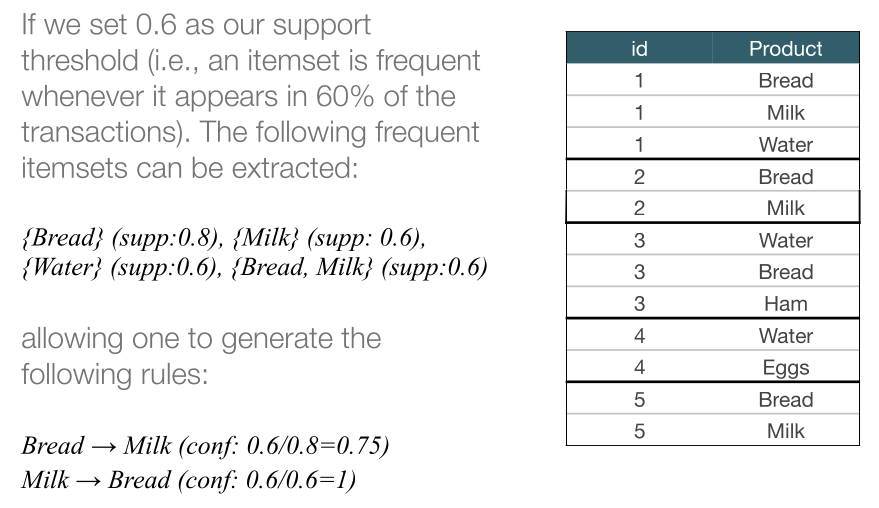 If we set 0.6 as our support
threshold (i.e., an itemset is frequent
whenever it appears in 60% of the
transactions). The following frequent
itemsets can be extracted:
{Bread} (supp:0.8), {Milk} (supp: 0.6),
{Water} (supp:0.6), {Bread, Milk} (supp:0.6)
allowing one to generate the
following rules:
Bread → Milk (conf: 0.6/0.8=0.75)
Milk → Bread (conf: 0.6/0.6=1)
id Product
1 Bread
1 Milk
1 Water
2 Bread
2 Milk
3 Water
3 Bread
3 Ham
4 Water
4 Eggs
5 Bread
5 Milk